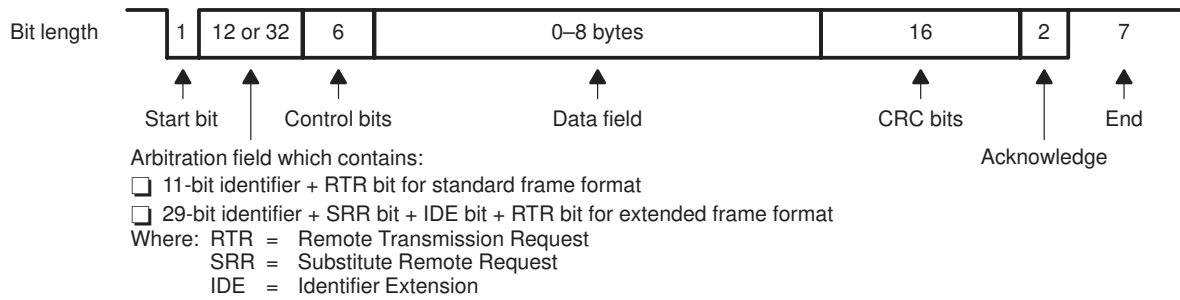 Bit length 1 12 or 32 6 0–8 bytes 16 2 7
Start bit Control bits Data field CRC bits End
Arbitration field which contains: Acknowledge
❏ 11-bit identifier + RTR bit for standard frame format
❏ 29-bit identifier + SRR bit + IDE bit + RTR bit for extended frame format
Where: RTR = Remote Transmission Request
SRR = Substitute Remote Request
IDE = Identifier Extension